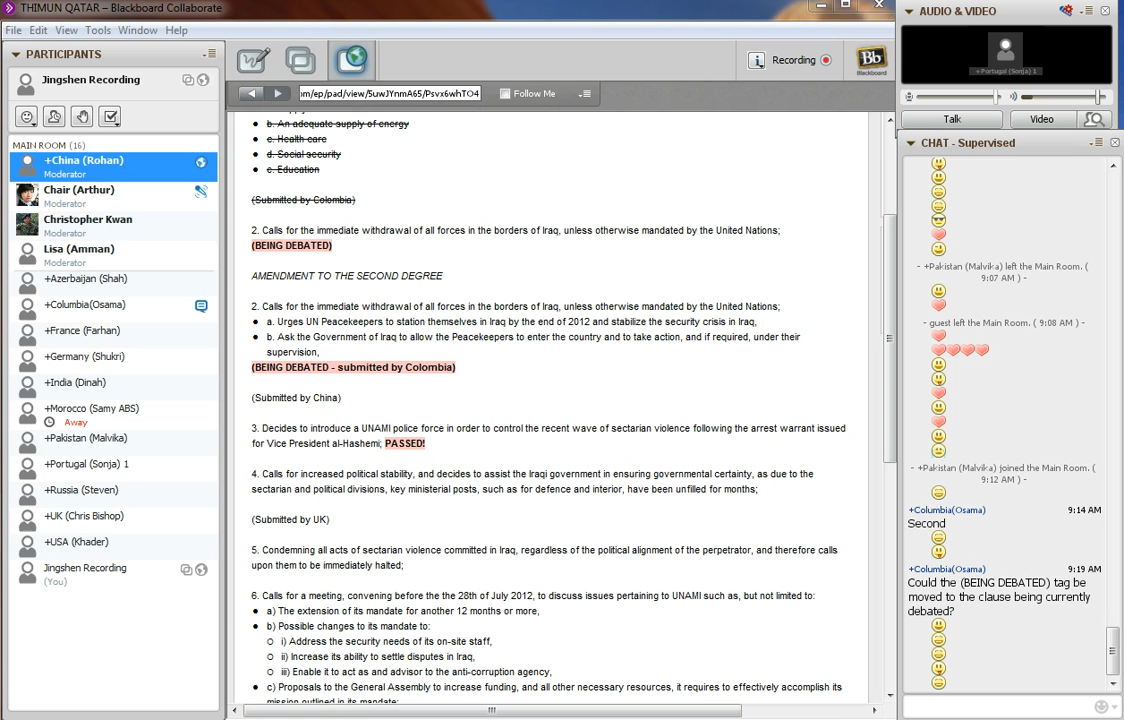 THIMUN QATAR – Blackboard Collaborate
File Edit View Tools Window Help
PARTICIPANTS
Jingshen Recording
MAIN ROOM (16)
+China (Rohan)
Moderator
Chair (Arthur)
Moderator
Christopher Kwan
Moderator
Lisa (Amman)
Moderator
+Azerbaijan (Shah)
+Columbia(Osama)
+France (Farhan)
+Germany (Shukri)
+India (Dinah)
+Morocco (Samy ABS)
Away
+Pakistan (Malvika)
+Portugal (Sonja) 1
+Russia (Steven)
+UK (Chris Bishop)
+USA (Khader)
Jingshen Recording
(You)
Recording
Bb
Blackboard
om/ep/pad/view/5uwJYnmA65/Psvx6whTO4
Follow Me
b. An adequate supply of energy
c. Health care
d. Social security
e. Education
(Submitted by Colombia)
2. Calls for the immediate withdrawal of all forces in the borders of Iraq, unless otherwise mandated by the United Nations;
(BEING DEBATED)
AMENDMENT TO THE SECOND DEGREE
2. Calls for the immediate withdrawal of all forces in the borders of Iraq, unless otherwise mandated by the United Nations;
a. Urges UN Peacekeepers to station themselves in Iraq by the end of 2012 and stabilize the security crisis in Iraq,
b. Ask the Government of Iraq to allow the Peacekeepers to enter the country and to take action, and if required, under their
supervision,
(BEING DEBATED - submitted by Colombia)
(Submitted by China)
3. Decides to introduce a UNAMI police force in order to control the recent wave of sectarian violence following the arrest warrant issued
for Vice President al-Hashemi; PASSED!
4. Calls for increased political stability, and decides to assist the Iraqi government in ensuring governmental certainty, as due to the
sectarian and political divisions, key ministerial posts, such as for defence and interior, have been unfilled for months;
(Submitted by UK)
5. Condemning all acts of sectarian violence committed in Iraq, regardless of the political alignment of the perpetrator, and therefore calls
upon them to be immediately halted;
6. Calls for a meeting, convening before the the 28th of July 2012, to discuss issues pertaining to UNAMI such as, but not limited to:
a) The extension of its mandate for another 12 months or more,
b) Possible changes to its mandate to:
i) Address the security needs of its on-site staff,
ii) Increase its ability to settle disputes in Iraq,
iii) Enable it to act as and advisor to the anti-corruption agency,
c) Proposals to the General Assembly to increase funding, and all other necessary resources, it requires to effectively accomplish its
mission outlined in its mandate;
AUDIO & VIDEO
+Portugal (Sonja) 1
Talk Video
CHAT - Supervised
- +Pakistan (Malvika) left the Main Room. (
9:07 AM ) -
- guest left the Main Room. ( 9:08 AM ) -
- +Pakistan (Malvika) joined the Main Room. (
9:12 AM ) -
+Columbia(Osama) 9:14 AM
Second
+Columbia(Osama) 9:19 AM
Could the (BEING DEBATED) tag be
moved to the clause being currently
debated?